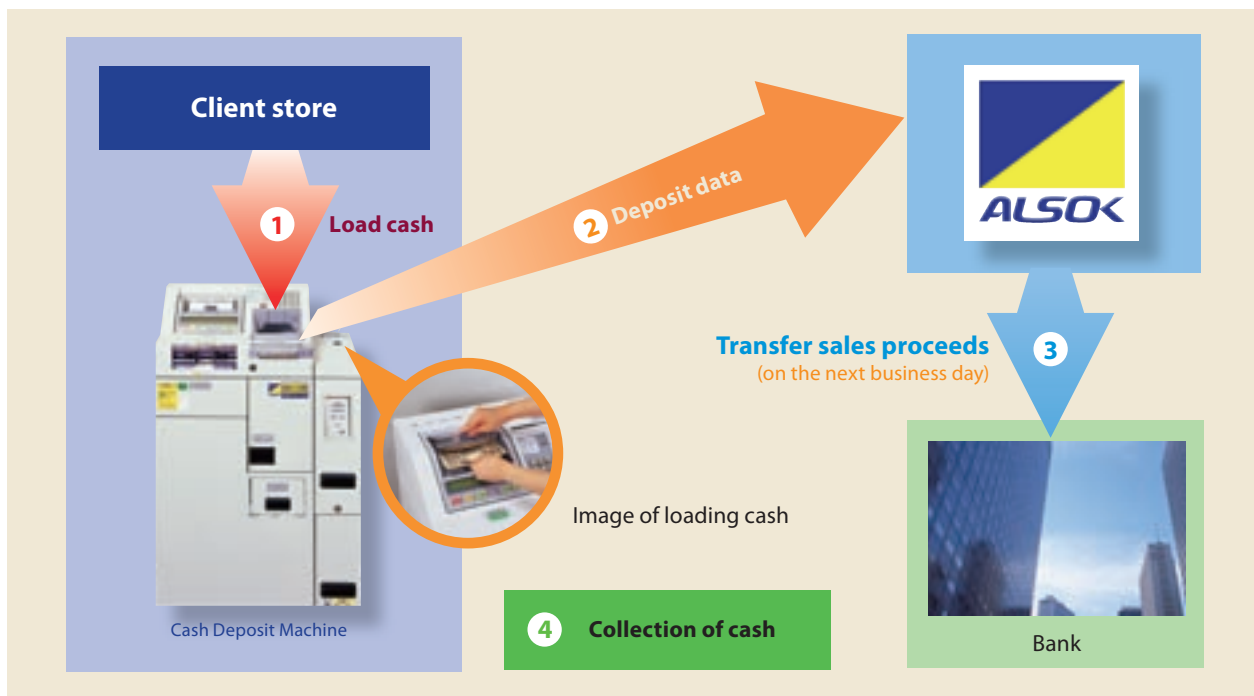 Client store
1
Load cash
2 Deposit data
ALSOK
Transfer sales proceeds
(on the next business day)
3
Image of loading cash
4 Collection of cash
Cash Deposit Machine
Bank